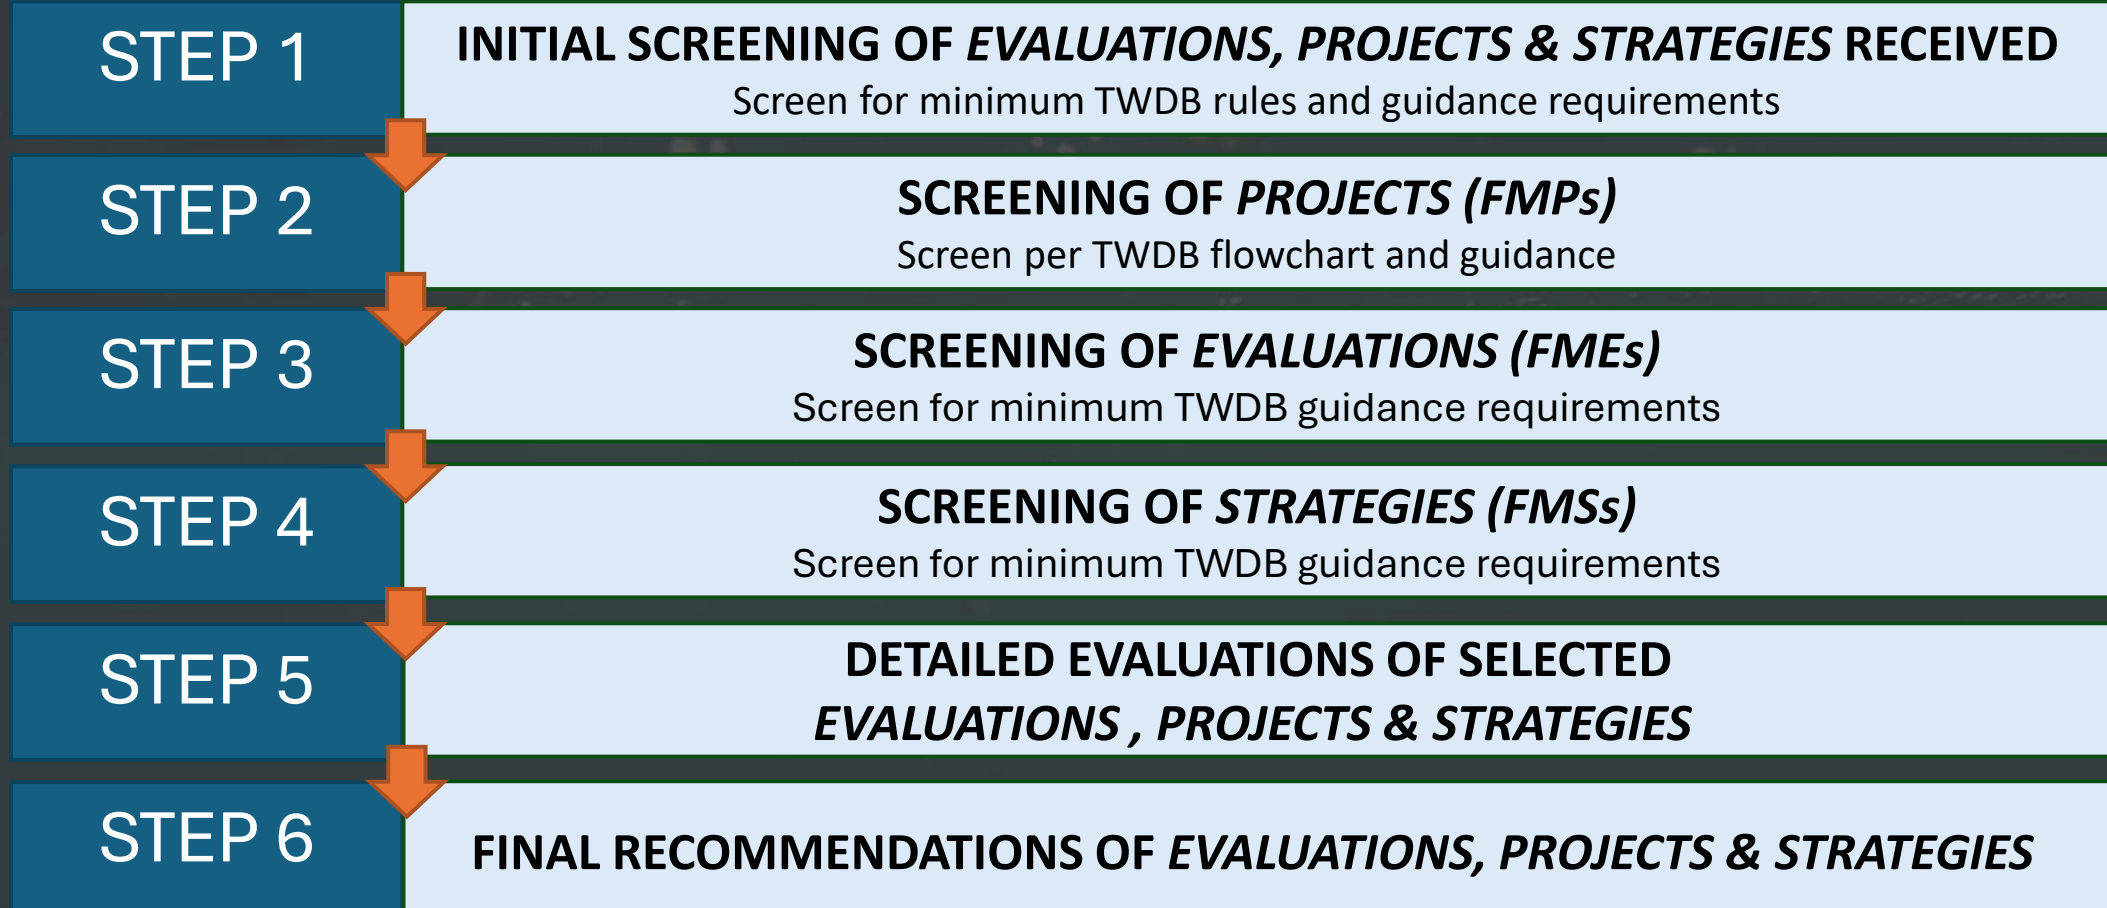 STEP 1
INITIAL SCREENING OF EVALUATIONS, PROJECTS & STRATEGIES RECEIVED
Screen for minimum TWDB rules and guidance requirements
STEP 2
SCREENING OF PROJECTS (FMPs)
Screen per TWDB flowchart and guidance
STEP 3
SCREENING OF EVALUATIONS (FMEs)
Screen for minimum TWDB guidance requirements
STEP 4
SCREENING OF STRATEGIES (FMSs)
Screen for minimum TWDB guidance requirements
STEP 5
DETAILED EVALUATIONS OF SELECTED
EVALUATIONS , PROJECTS & STRATEGIES
STEP 6
FINAL RECOMMENDATIONS OF EVALUATIONS, PROJECTS & STRATEGIES